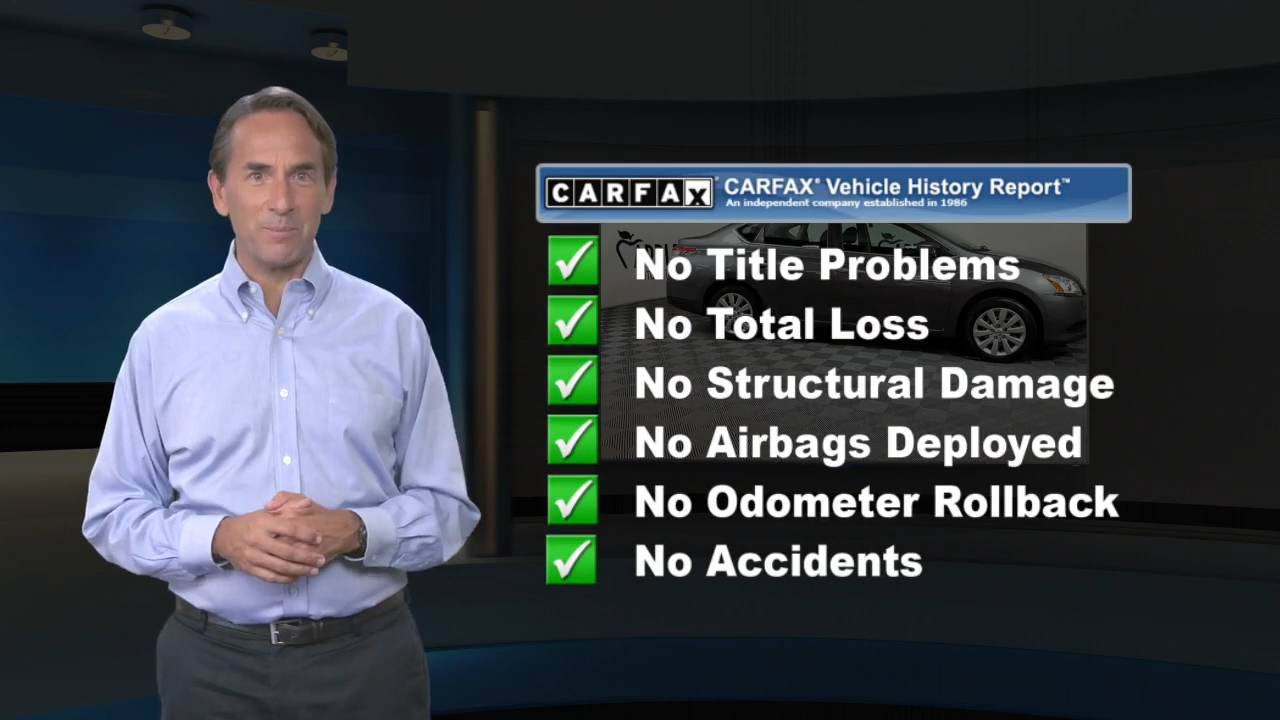 CARFAX
CARFAX® Vehicle History Report™
An independent company established in 1986
No Title Problems
No Total Loss
No Structural Damage
No Airbags Deployed
No Odometer Rollback
No Accidents